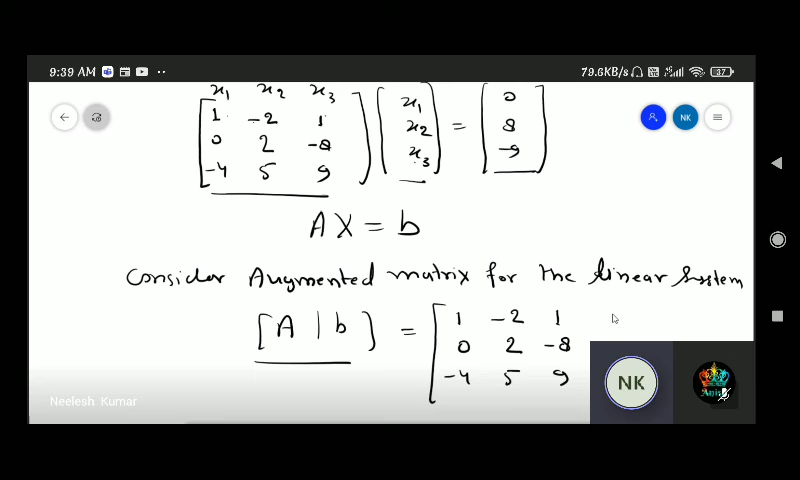 9:39 AM 79.6KB/s 37
x1 x2 x3
1 -2 1 x1 0
0 2 -8 x2 = 8
-4 5 9 x3 -9
NK
AX = b
Consider Augmented matrix for the linear System
[A | b] = [ 1 -2 1
0 2 -8
-4 5 9
NK
Neelesh Kumar